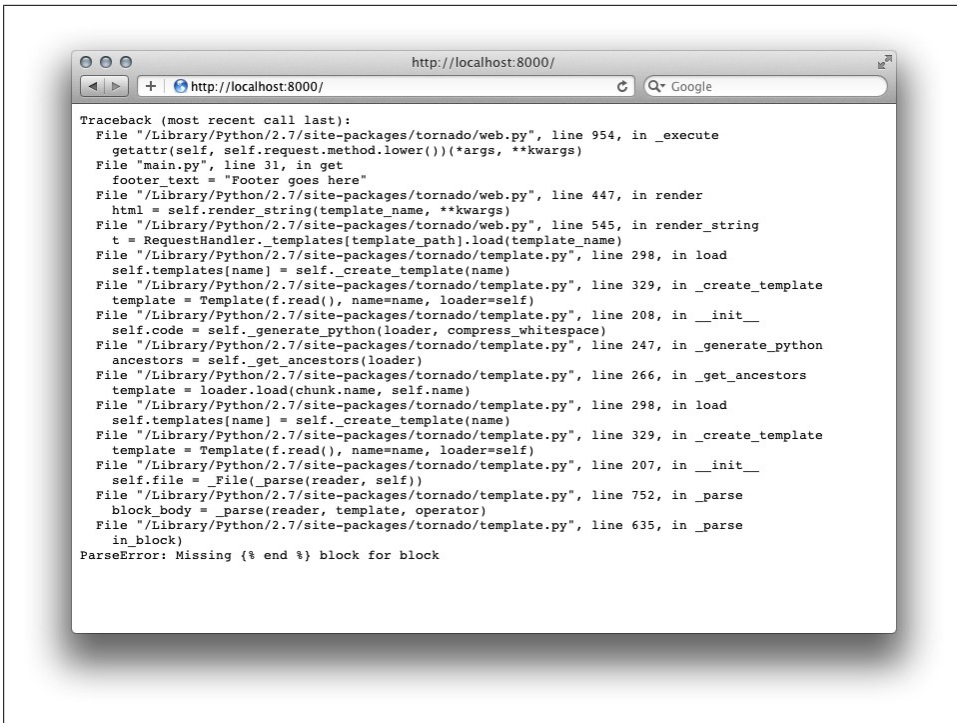 http://localhost:8000/
+ http://localhost:8000/ Google
Traceback (most recent call last):
  File "/Library/Python/2.7/site-packages/tornado/web.py", line 954, in _execute
    getattr(self, self.request.method.lower())(*args, **kwargs)
  File "main.py", line 31, in get
    footer_text = "Footer goes here"
  File "/Library/Python/2.7/site-packages/tornado/web.py", line 447, in render
    html = self.render_string(template_name, **kwargs)
  File "/Library/Python/2.7/site-packages/tornado/web.py", line 545, in render_string
    t = RequestHandler._templates[template_path].load(template_name)
  File "/Library/Python/2.7/site-packages/tornado/template.py", line 298, in load
    self.templates[name] = self._create_template(name)
  File "/Library/Python/2.7/site-packages/tornado/template.py", line 329, in _create_template
    template = Template(f.read(), name=name, loader=self)
  File "/Library/Python/2.7/site-packages/tornado/template.py", line 208, in __init__
    self.code = self._generate_python(loader, compress_whitespace)
  File "/Library/Python/2.7/site-packages/tornado/template.py", line 247, in _generate_python
    ancestors = self._get_ancestors(loader)
  File "/Library/Python/2.7/site-packages/tornado/template.py", line 266, in _get_ancestors
    template = loader.load(chunk.name, self.name)
  File "/Library/Python/2.7/site-packages/tornado/template.py", line 298, in load
    self.templates[name] = self._create_template(name)
  File "/Library/Python/2.7/site-packages/tornado/template.py", line 329, in _create_template
    template = Template(f.read(), name=name, loader=self)
  File "/Library/Python/2.7/site-packages/tornado/template.py", line 207, in __init__
    self.file = _File(_parse(reader, self))
  File "/Library/Python/2.7/site-packages/tornado/template.py", line 752, in _parse
    block_body = _parse(reader, template, operator)
  File "/Library/Python/2.7/site-packages/tornado/template.py", line 635, in _parse
    in_block)
ParseError: Missing {% end %} block for block